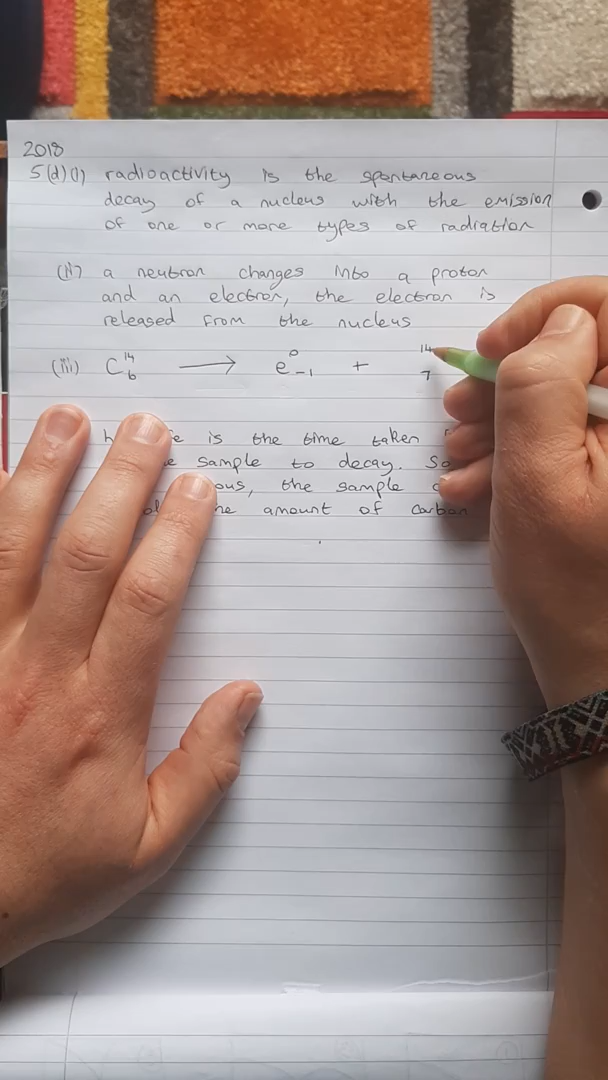 2018
5(d)(i) radioactivity is the spontaneous
decay of a nucleus with the emission
of one or more types of radiation
(ii) a neutron changes into a proton
and an electron, the electron is
released from the nucleus
(iii) C 14 6 → e 0 -1 + 14 7
is the time taken
sample to decay. So
the sample
amount of carbon